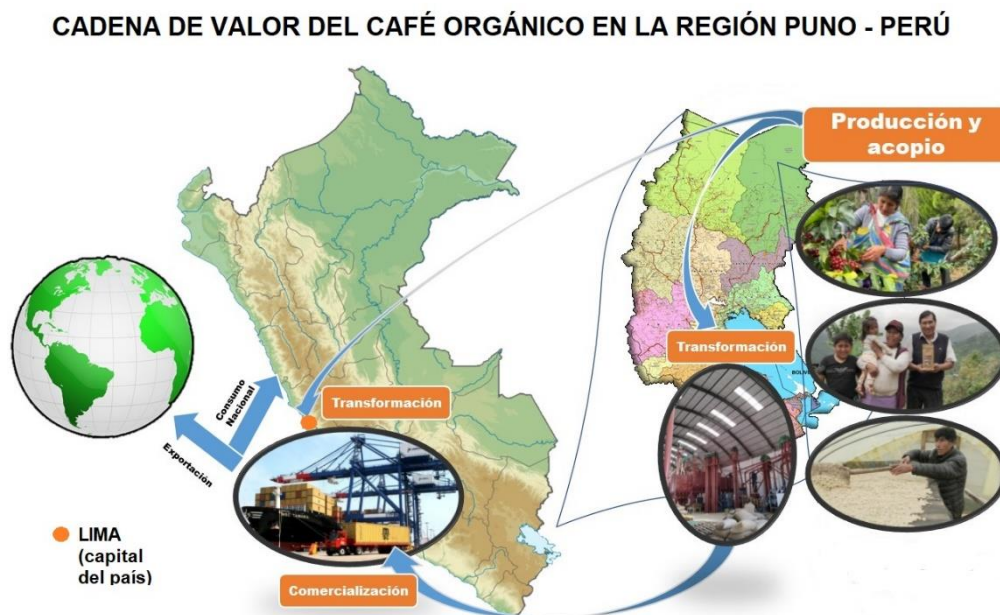 CADENA DE VALOR DEL CAFÉ ORGÁNICO EN LA REGIÓN PUNO - PERÚ
Producción y
acopio
Transformación
Consumo
Nacional
Exportación
Transformación
LIMA
(capital
del país)
Comercialización